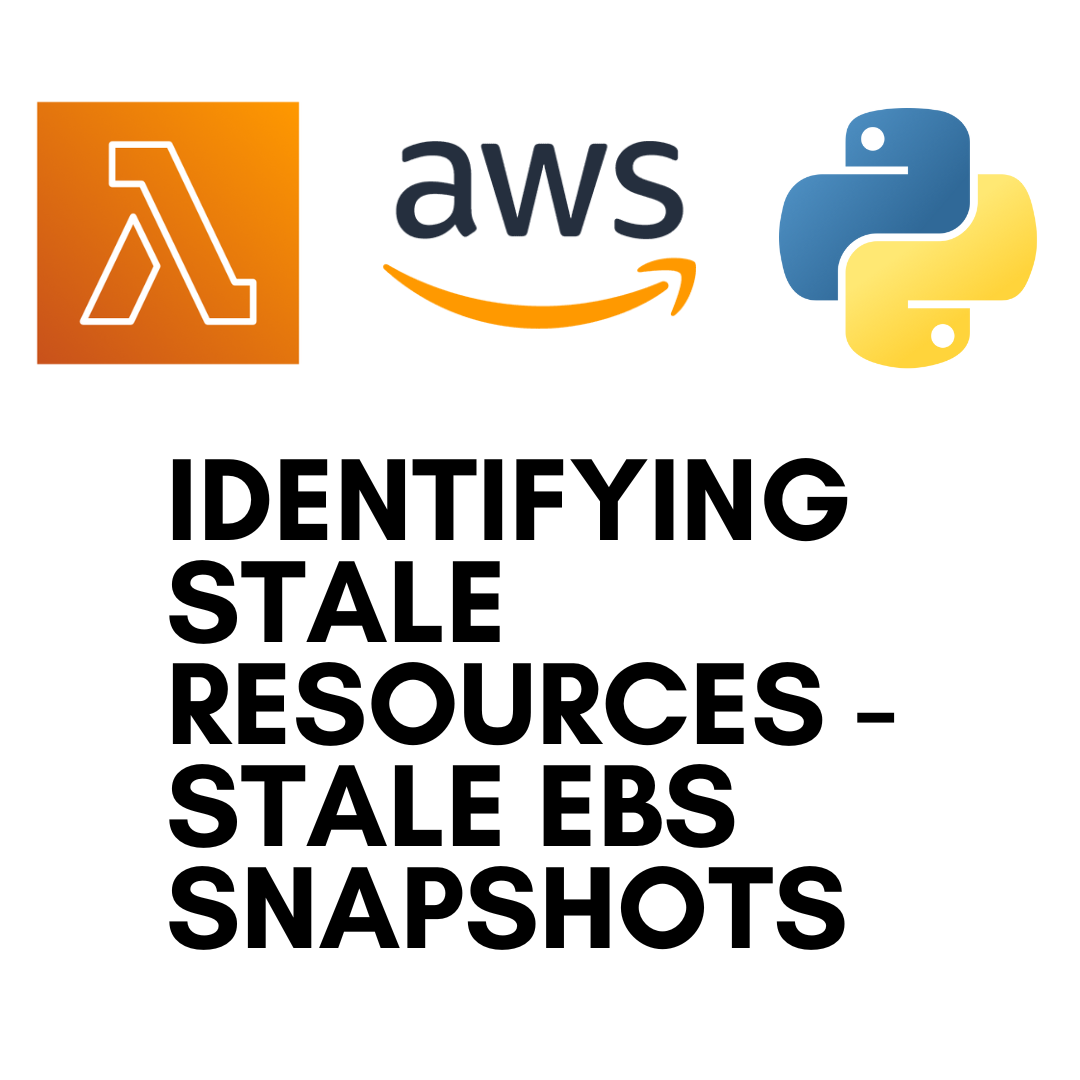 aws
IDENTIFYING
STALE
RESOURCES -
STALE EBS
SNAPSHOTS